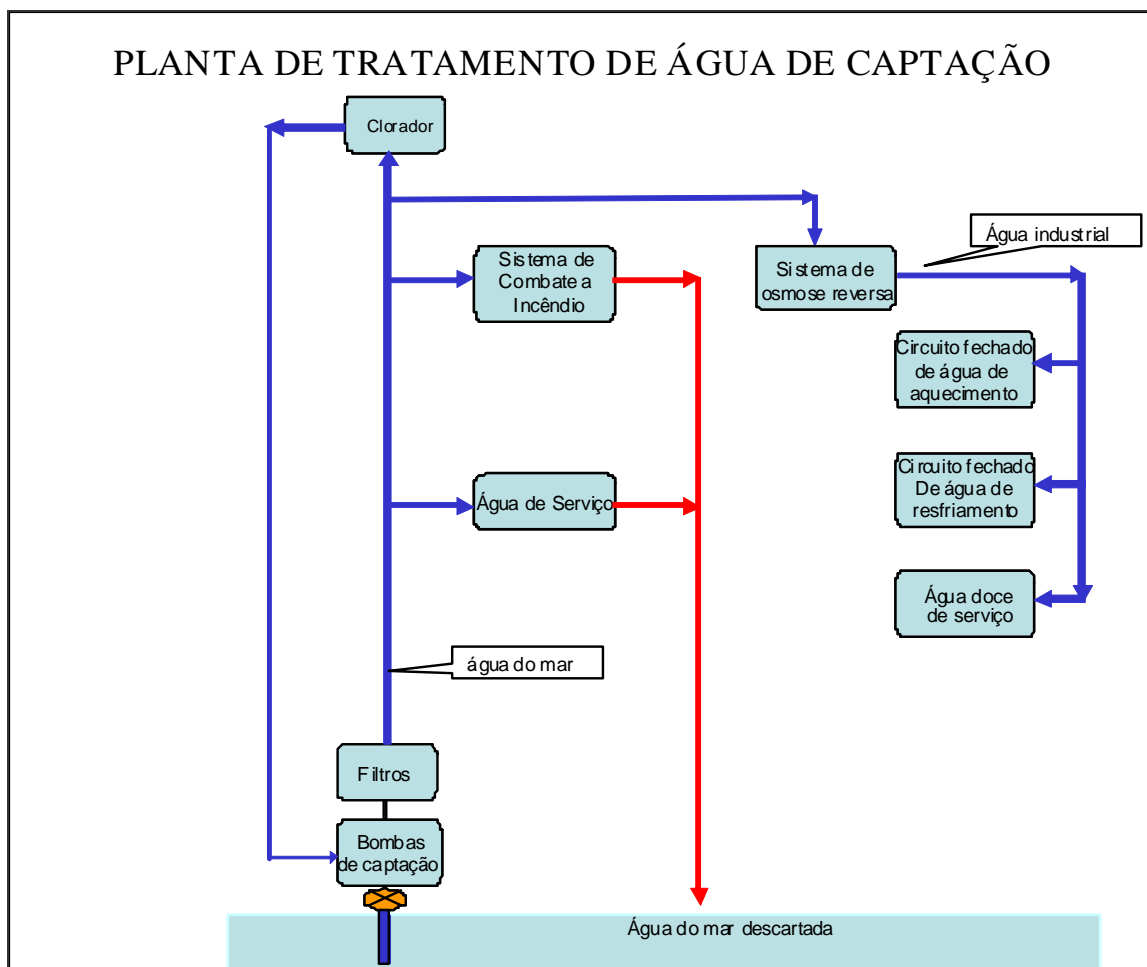 PLANTA DE TRATAMENTO DE ÁGUA DE CAPTAÇÃO
Clorador
Água industrial
Sistema de
Combate a
Incêndio
Sistema de
osmose reversa
Circuito fechado
de água de
aquecimento
Circuito fechado
De água de
resfriamento
Água de Serviço
Água doce
de serviço
água do mar
Filtros
Bombas
de captação
Água do mar descartada